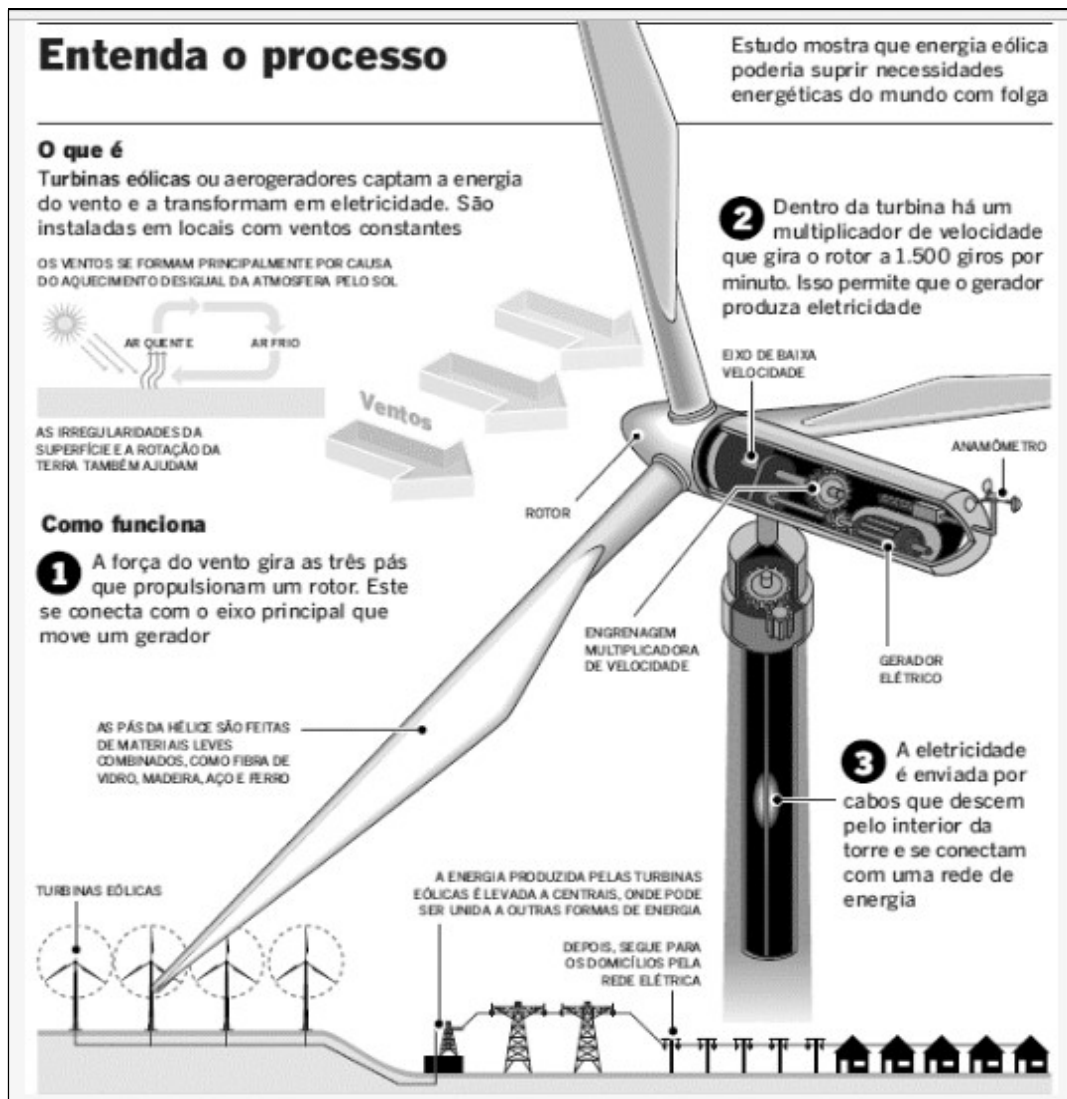 Entenda o processo
Estudo mostra que energia eólica
poderia suprir necessidades
energéticas do mundo com folga
O que é
Turbinas eólicas ou aerogeradores captam a energia
do vento e a transformam em eletricidade. São
instaladas em locais com ventos constantes
OS VENTOS SE FORMAM PRINCIPALMENTE POR CAUSA
DO AQUECIMENTO DESIGUAL DA ATMOSFERA PELO SOL
AR QUENTE
AR FRIO
AS IRREGULARIDADES DA
SUPERFÍCIE E A ROTAÇÃO DA
TERRA TAMBÉM AJUDAM
Ventos
Como funciona
1 A força do vento gira as três pás
que propulsionam um rotor. Este
se conecta com o eixo principal que
move um gerador
2 Dentro da turbina há um
multiplicador de velocidade
que gira o rotor a 1.500 giros por
minuto. Isso permite que o gerador
produza eletricidade
EIXO DE BAIXA
VELOCIDADE
ANAMÔMETRO
ROTOR
ENGRENAGEM
MULTIPLICADORA
DE VELOCIDADE
GERADOR
ELÉTRICO
AS PÁS DA HÉLICE SÃO FEITAS
DE MATERIAIS LEVES
COMBINADOS, COMO FIBRA DE
VIDRO, MADEIRA, AÇO E FERRO
3 A eletricidade
é enviada por
cabos que descem
pelo interior da
torre e se conectam
com uma rede de
energia
TURBINAS EÓLICAS
A ENERGIA PRODUZIDA PELAS TURBINAS
EÓLICAS É LEVADA A CENTRAIS, ONDE PODE
SER UNIDA A OUTRAS FORMAS DE ENERGIA
DEPOIS, SEGUE PARA
OS DOMICÍLIOS PELA
REDE ELÉTRICA